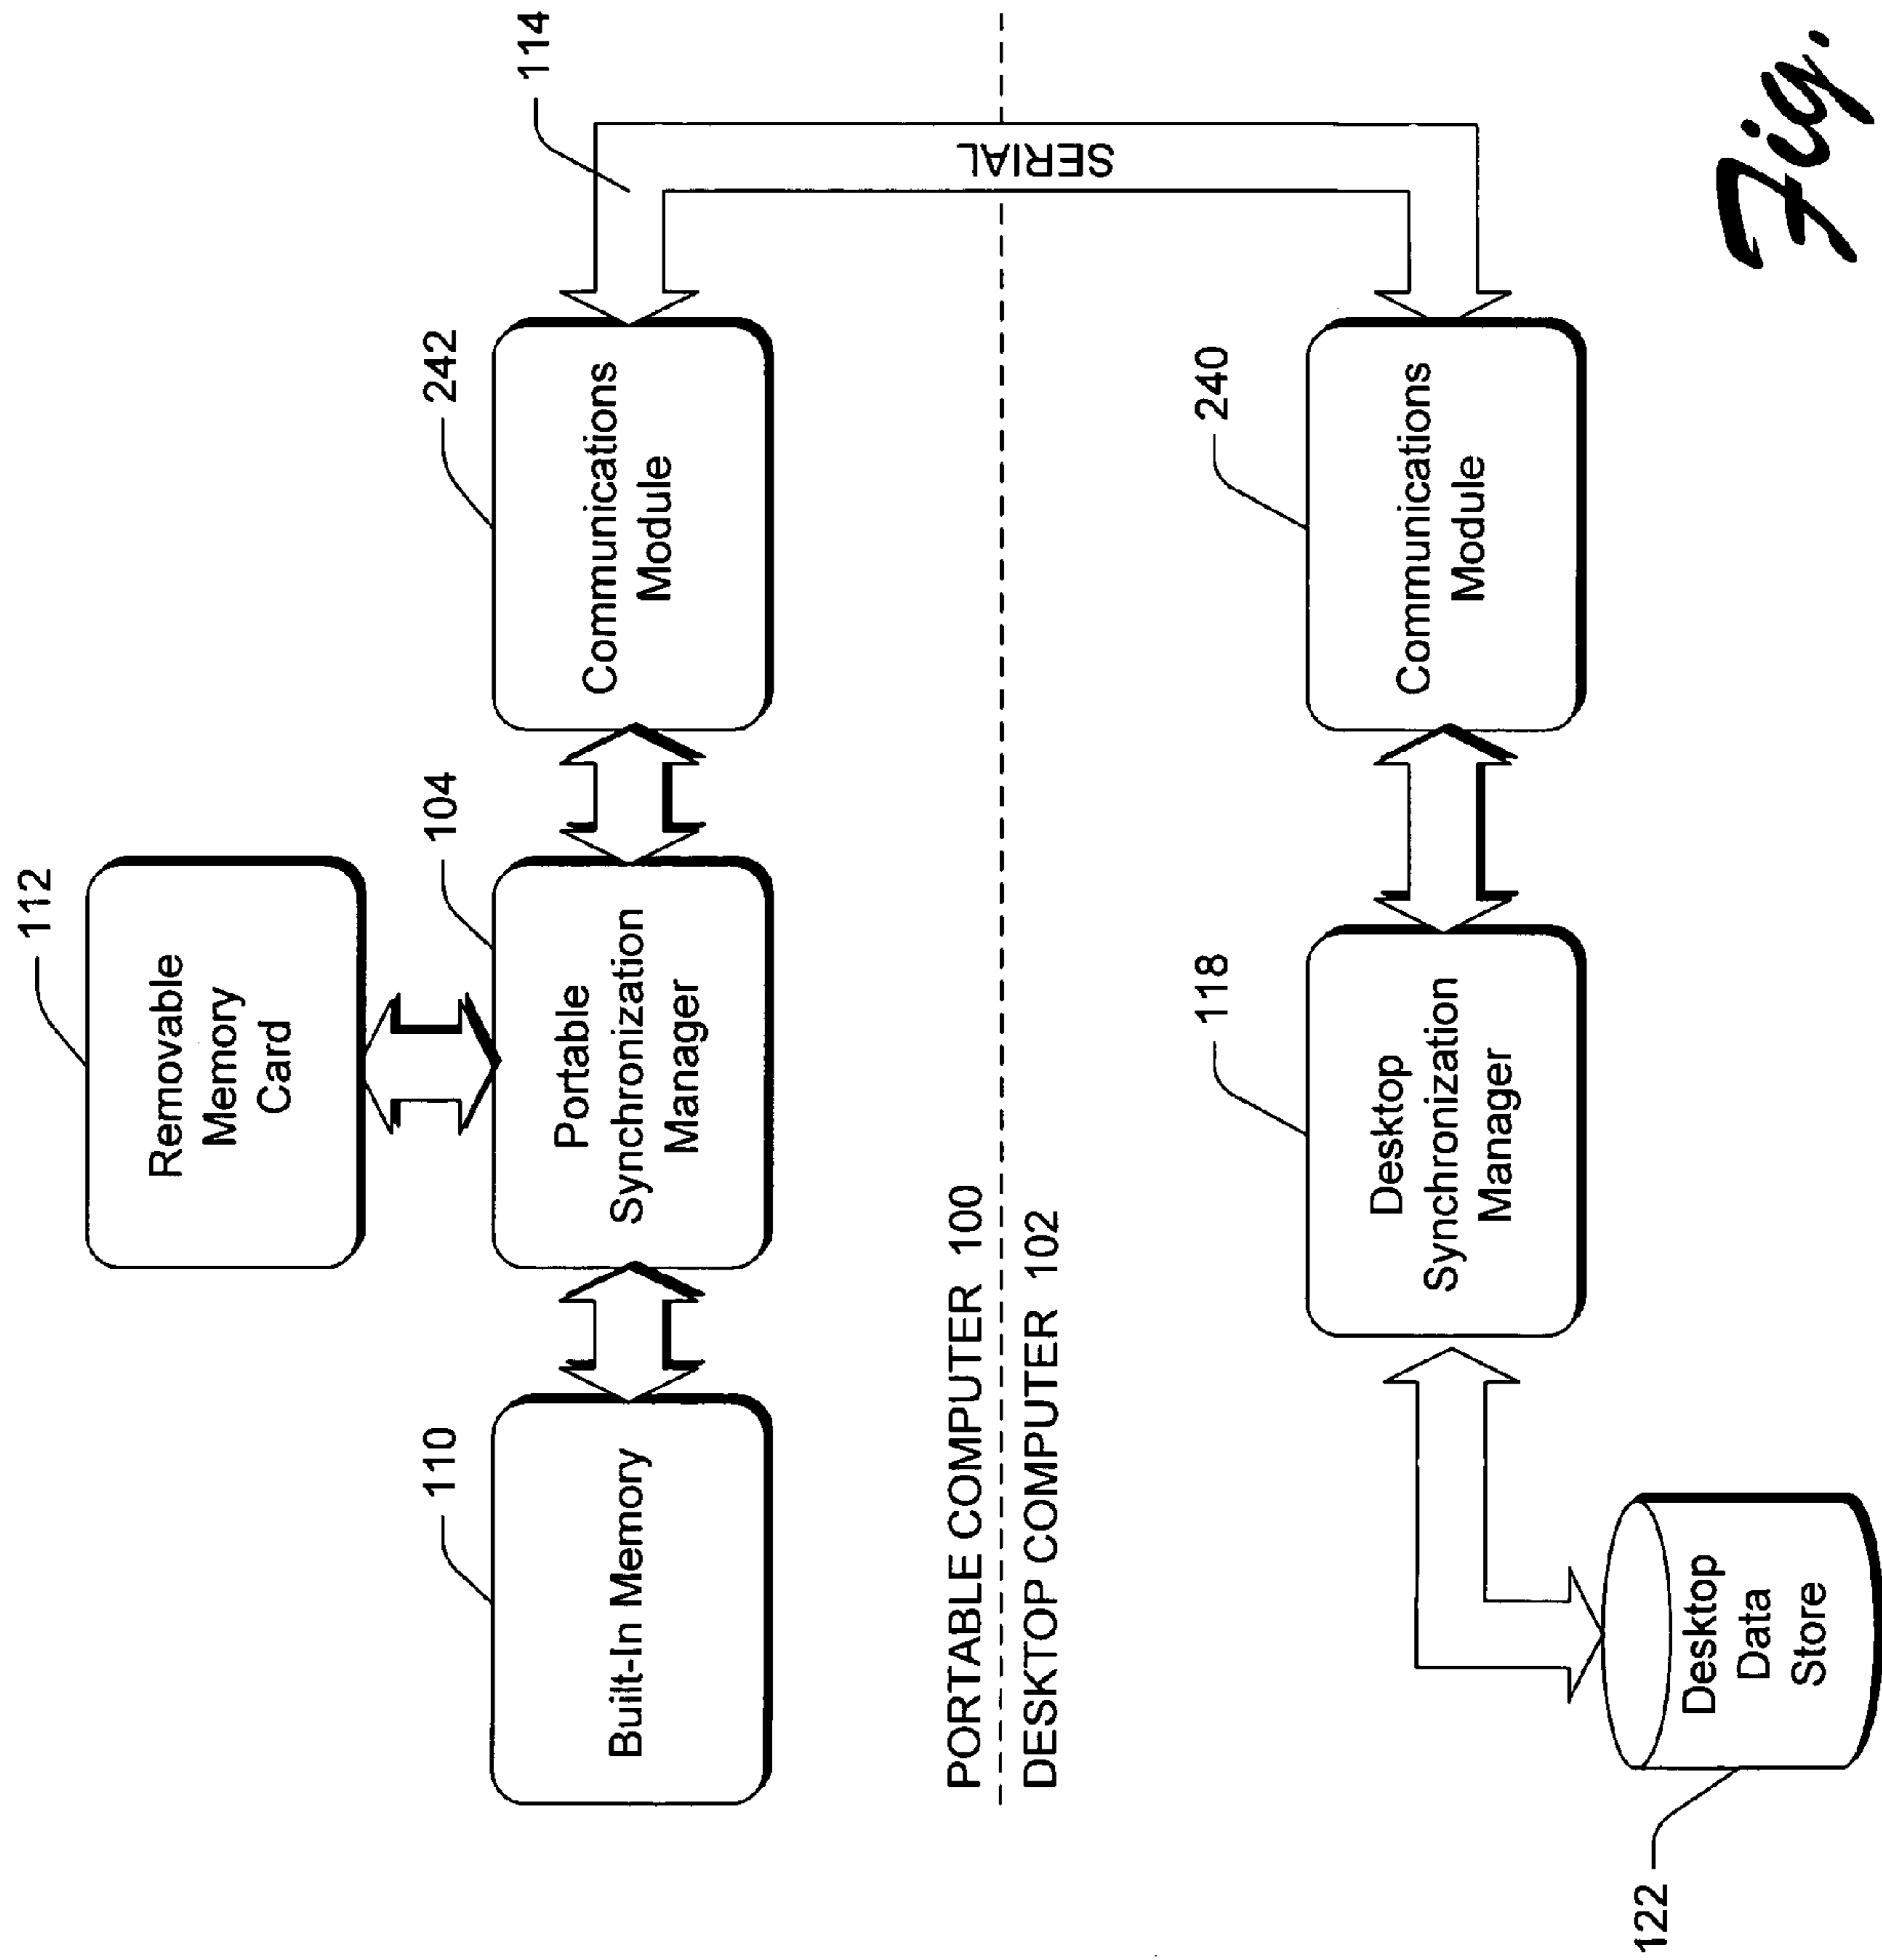 112
Removable
Memory
Card
110
Built-In Memory
104
Portable
Synchronization
Manager
242
Communications
Module
114
SERIAL
PORTABLE COMPUTER 100
DESKTOP COMPUTER 102
118
Desktop
Synchronization
Manager
240
Communications
Module
122
Desktop
Data
Store
Fig.